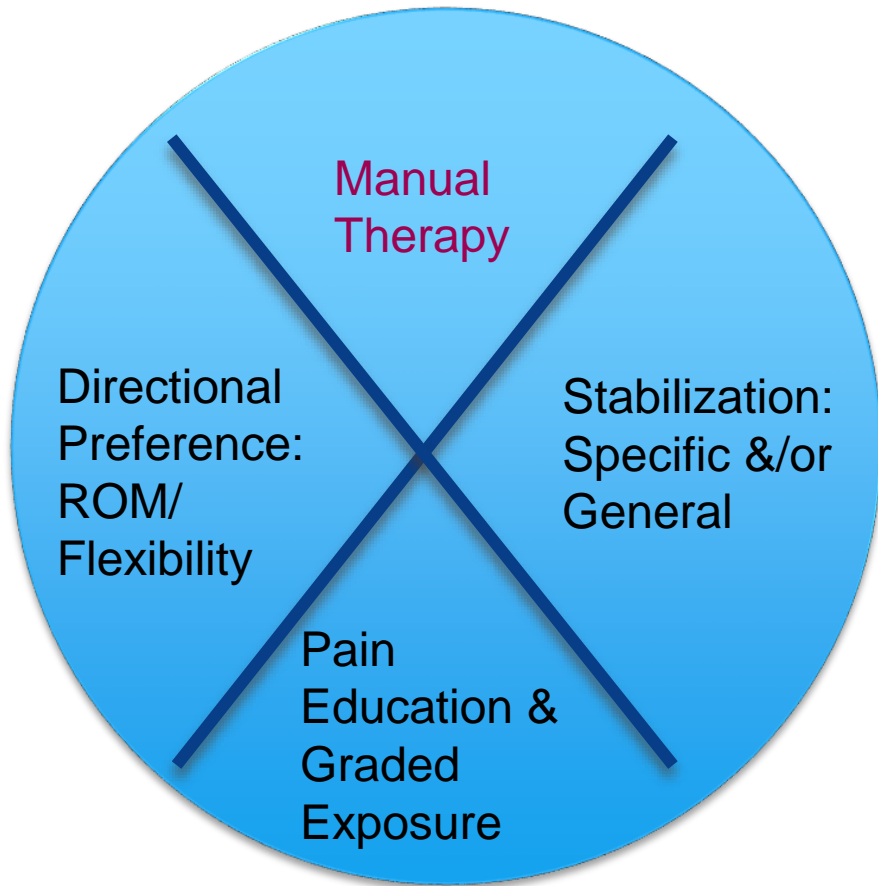 Manual
Therapy
Directional
Preference:
ROM/
Flexibility
Stabilization:
Specific &/or
General
Pain
Education &
Graded
Exposure